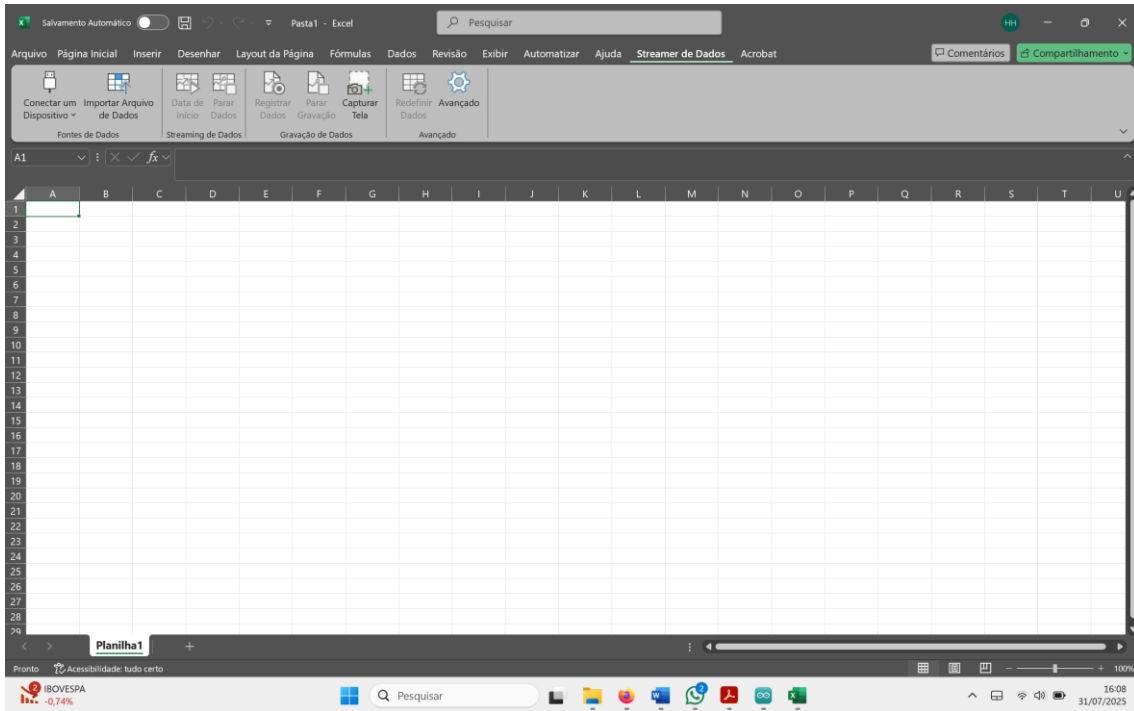 Salvamento Automático
Pasta1 - Excel
Pesquisar
HH
Arquivo Página Inicial Inserir Desenhar Layout da Página Fórmulas Dados Revisão Exibir Automatizar Ajuda Streamer de Dados Acrobat
Comentários
Compartilhamento
Conectar um Dispositivo
Importar Arquivo de Dados
Data de Início
Parar Dados
Registrar Dados
Parar Gravação
Capturar Tela
Redefinir Dados
Avançado
Fontes de Dados
Streaming de Dados
Gravação de Dados
Avançado
A1
fx
A B C D E F G H I J K L M N O P Q R S T U
1
2
3
4
5
6
7
8
9
10
11
12
13
14
15
16
17
18
19
20
21
22
23
24
25
26
27
28
29
Planilha1
Pronto
Acessibilidade: tudo certo
100%
2
IBOVESPA
-0,74%
Pesquisar
2
16:08
31/07/2025